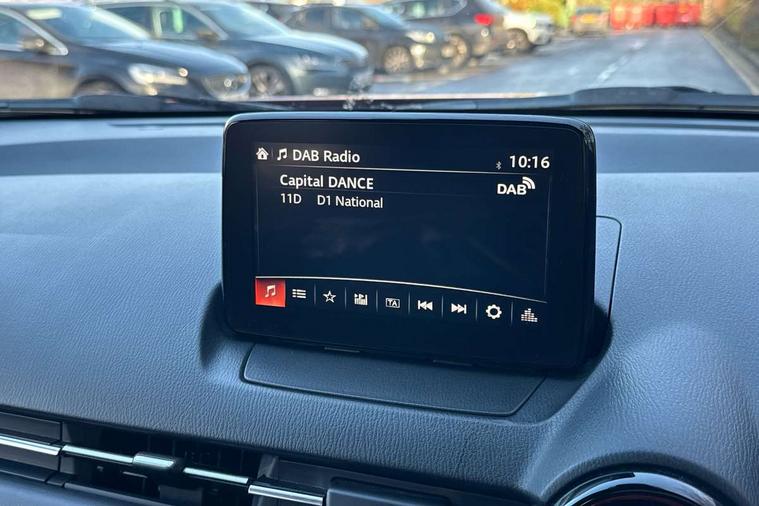 DAB Radio
10:16
Capital DANCE
DAB
11D D1 National
TA